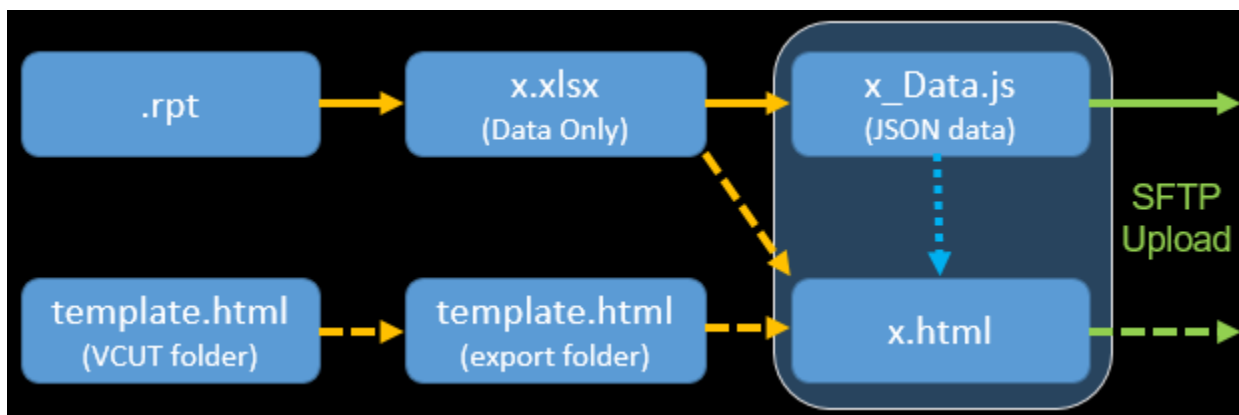 .rpt
x.xlsx
(Data Only)
x_Data.js
(JSON data)
SFTP
Upload
template.html
(VCUT folder)
template.html
(export folder)
x.html